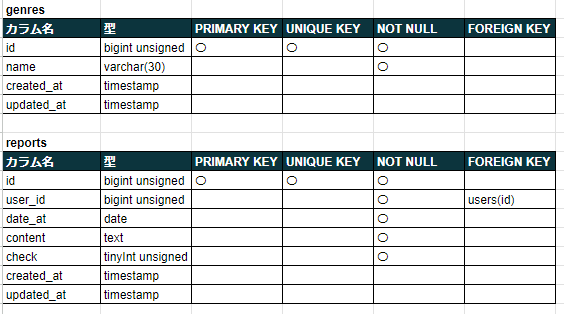 genres
カラム名 型 PRIMARY KEY UNIQUE KEY NOT NULL FOREIGN KEY
id bigint unsigned 〇 〇 〇
name varchar(30) 〇
created_at timestamp
updated_at timestamp
reports
カラム名 型 PRIMARY KEY UNIQUE KEY NOT NULL FOREIGN KEY
id bigint unsigned 〇 〇 〇
user_id bigint unsigned 〇 users(id)
date_at date 〇
content text 〇
check tinyInt unsigned 〇
created_at timestamp
updated_at timestamp